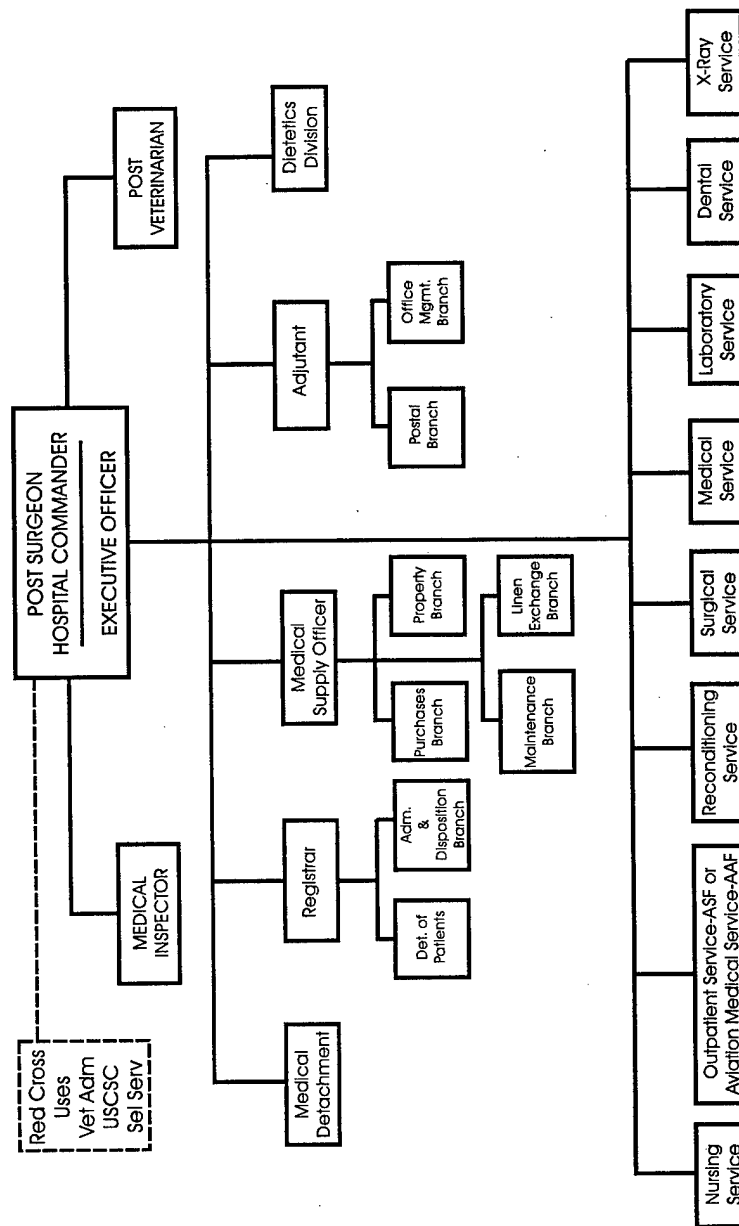 Red Cross
Uses
Vet Adm
USCSC
Sel Serv
POST SURGEON
HOSPITAL COMMANDER
EXECUTIVE OFFICER
MEDICAL
INSPECTOR
POST
VETERINARIAN
Medical
Detachment
Registrar
Medical
Supply Officer
Adjutant
Dietetics
Division
Det. of
Patients
Adm.
&
Disposition
Branch
Purchases
Branch
Property
Branch
Postal
Branch
Office
Mgmt.
Branch
Maintenance
Branch
Linen
Exchange
Branch
Nursing
Service
Outpatient Service-ASF or
Aviation Medical Service-AAF
Reconditioning
Service
Surgical
Service
Medical
Service
Laboratory
Service
Dental
Service
X-Ray
Service